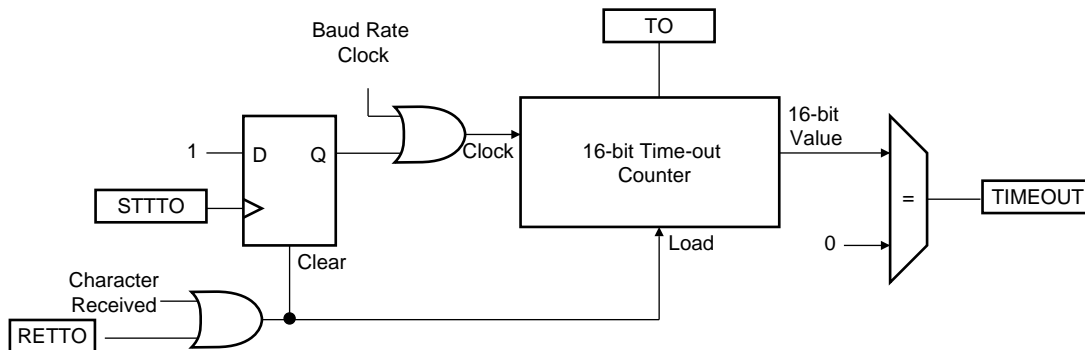 TO
Baud Rate
Clock
16-bit
Value
1
D
Q
Clock
16-bit Time-out
Counter
STTTO
=
TIMEOUT
Clear
Load
0
Character
Received
RETTO